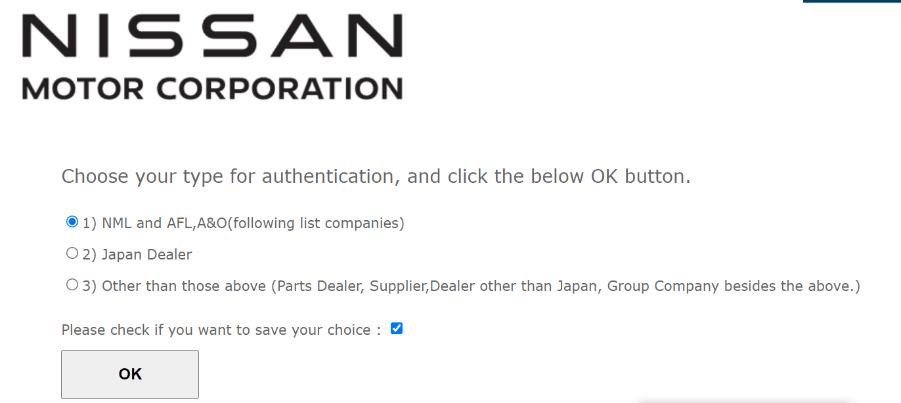 NISSAN
MOTOR CORPORATION
Choose your type for authentication, and click the below OK button.
1) NML and AFL,A&O(following list companies)
2) Japan Dealer
3) Other than those above (Parts Dealer, Supplier,Dealer other than Japan, Group Company besides the above.)
Please check if you want to save your choice :
OK